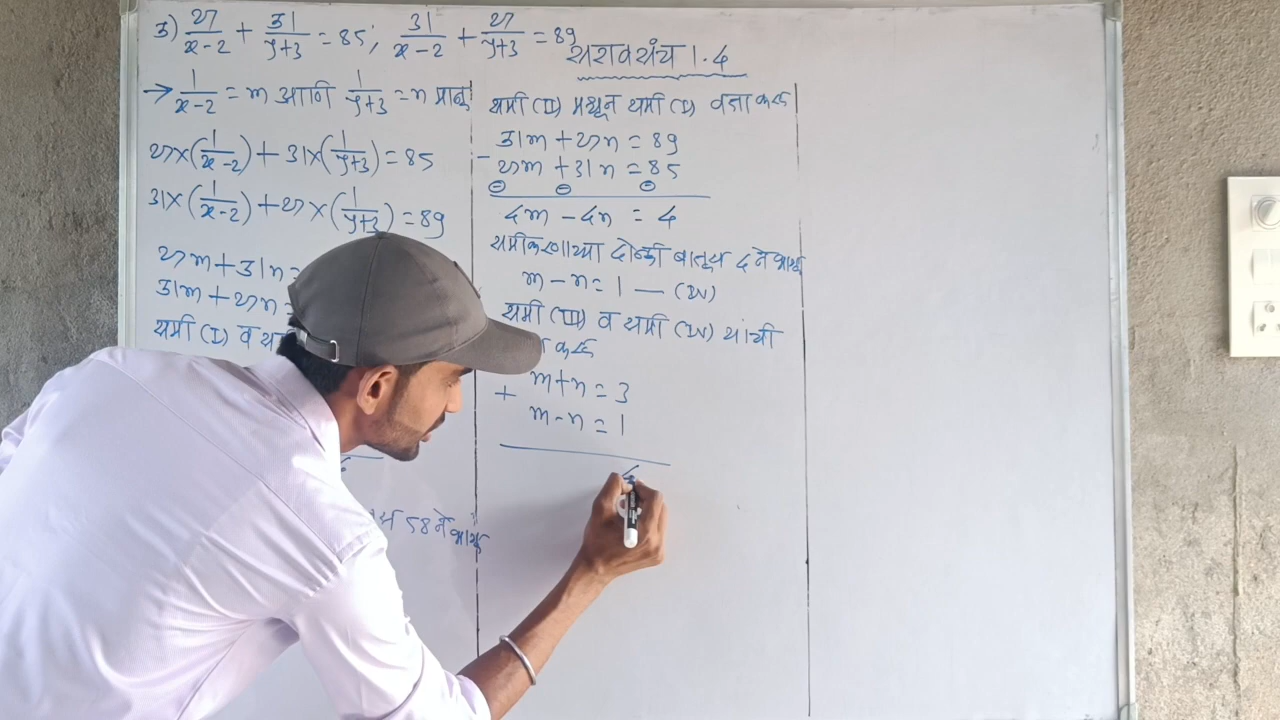 3) 27/x-2 + 31/y+3 = 85; 31/x-2 + 27/y+3 = 89
सरावसंच 1.4
→ 1/x-2 = m आणि 1/y+3 = n मानू
27×(1/x-2) + 31×(1/y+3) = 85
31×(1/x-2) + 27×(1/y+3) = 89
27m + 31n =
31m + 27n =
समी (I) व
58 ने भागू
समी (II) मधून समी (I) वजा करू
31m + 27n = 89
- 27m + 31n = 85
⊖ ⊖ ⊖
4m - 4n = 4
समीकरणाच्या दोन्ही बाजूस 4 ने भागू
m - n = 1 — (IV)
समी (III) व समी (IV) यांची
करू
m + n = 3
+ m - n = 1